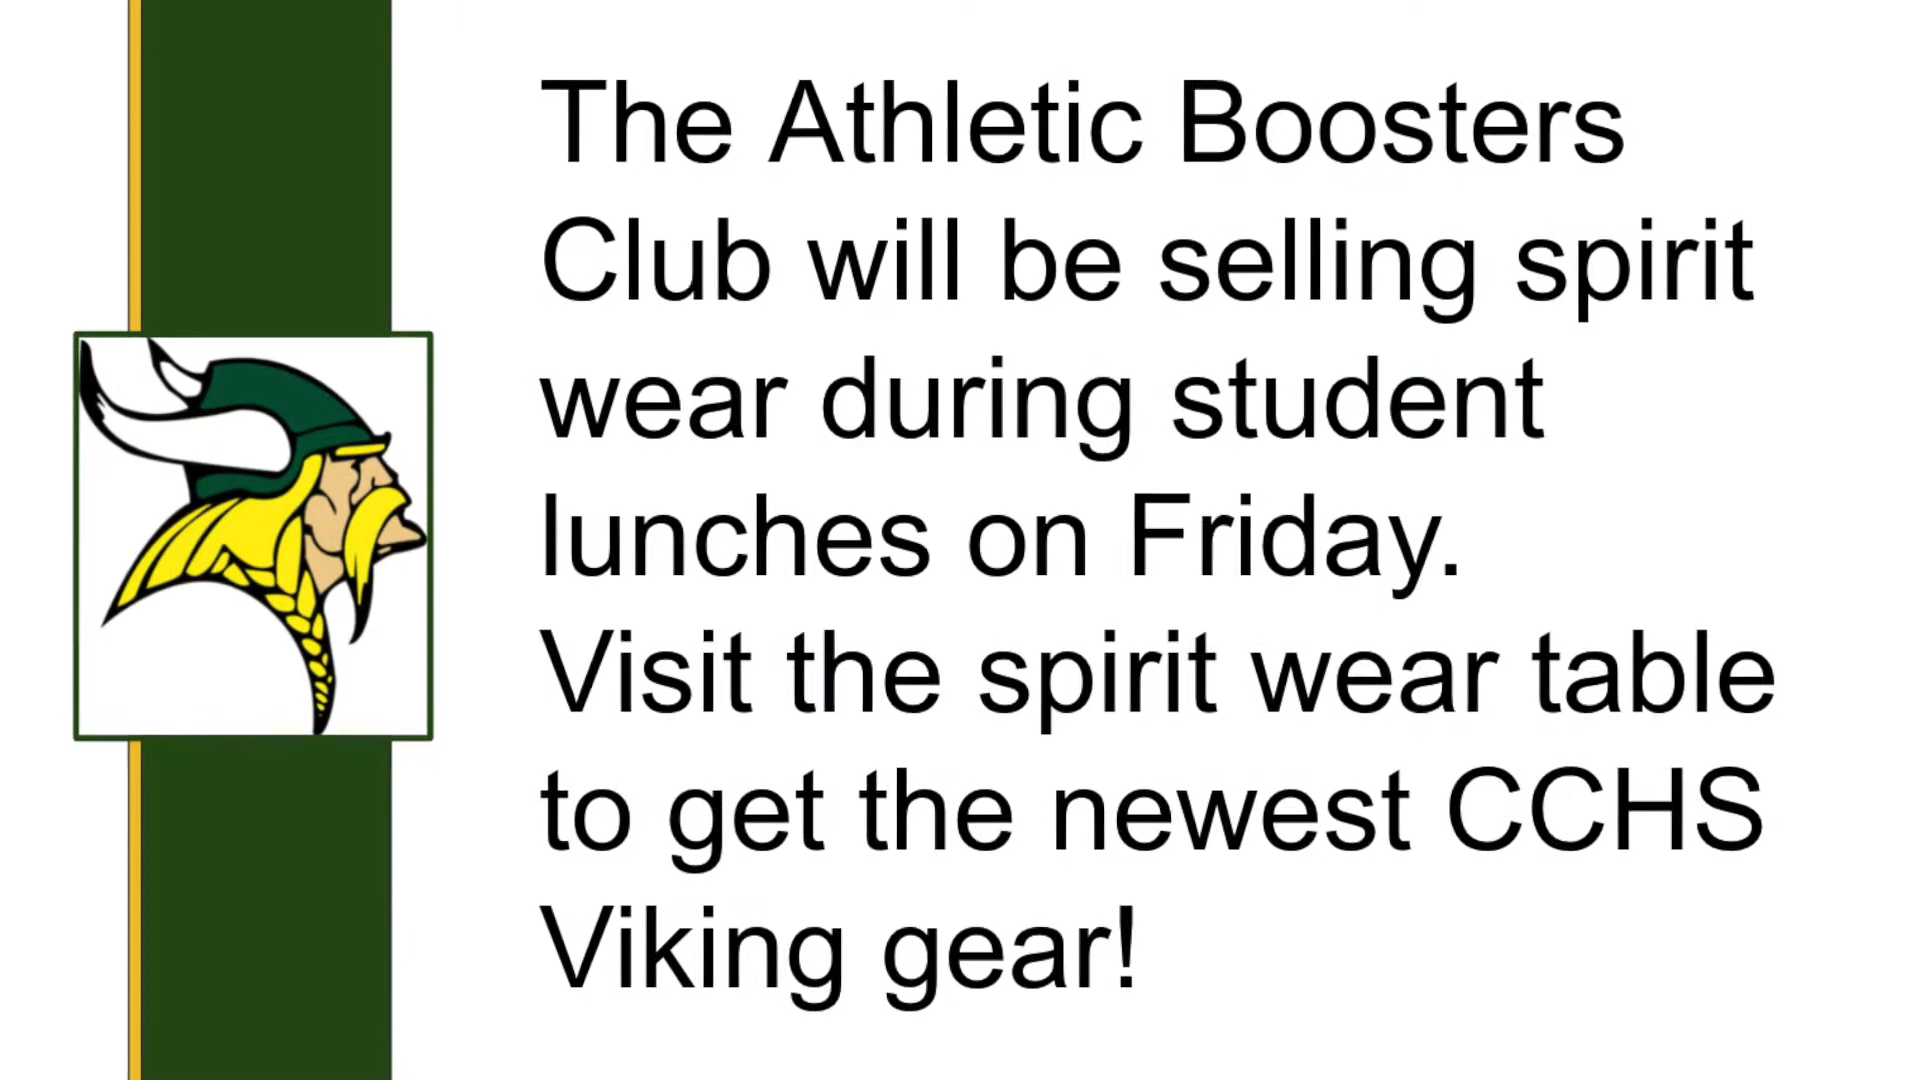 The Athletic Boosters
Club will be selling spirit
wear during student
lunches on Friday.
Visit the spirit wear table
to get the newest CCHS
Viking gear!